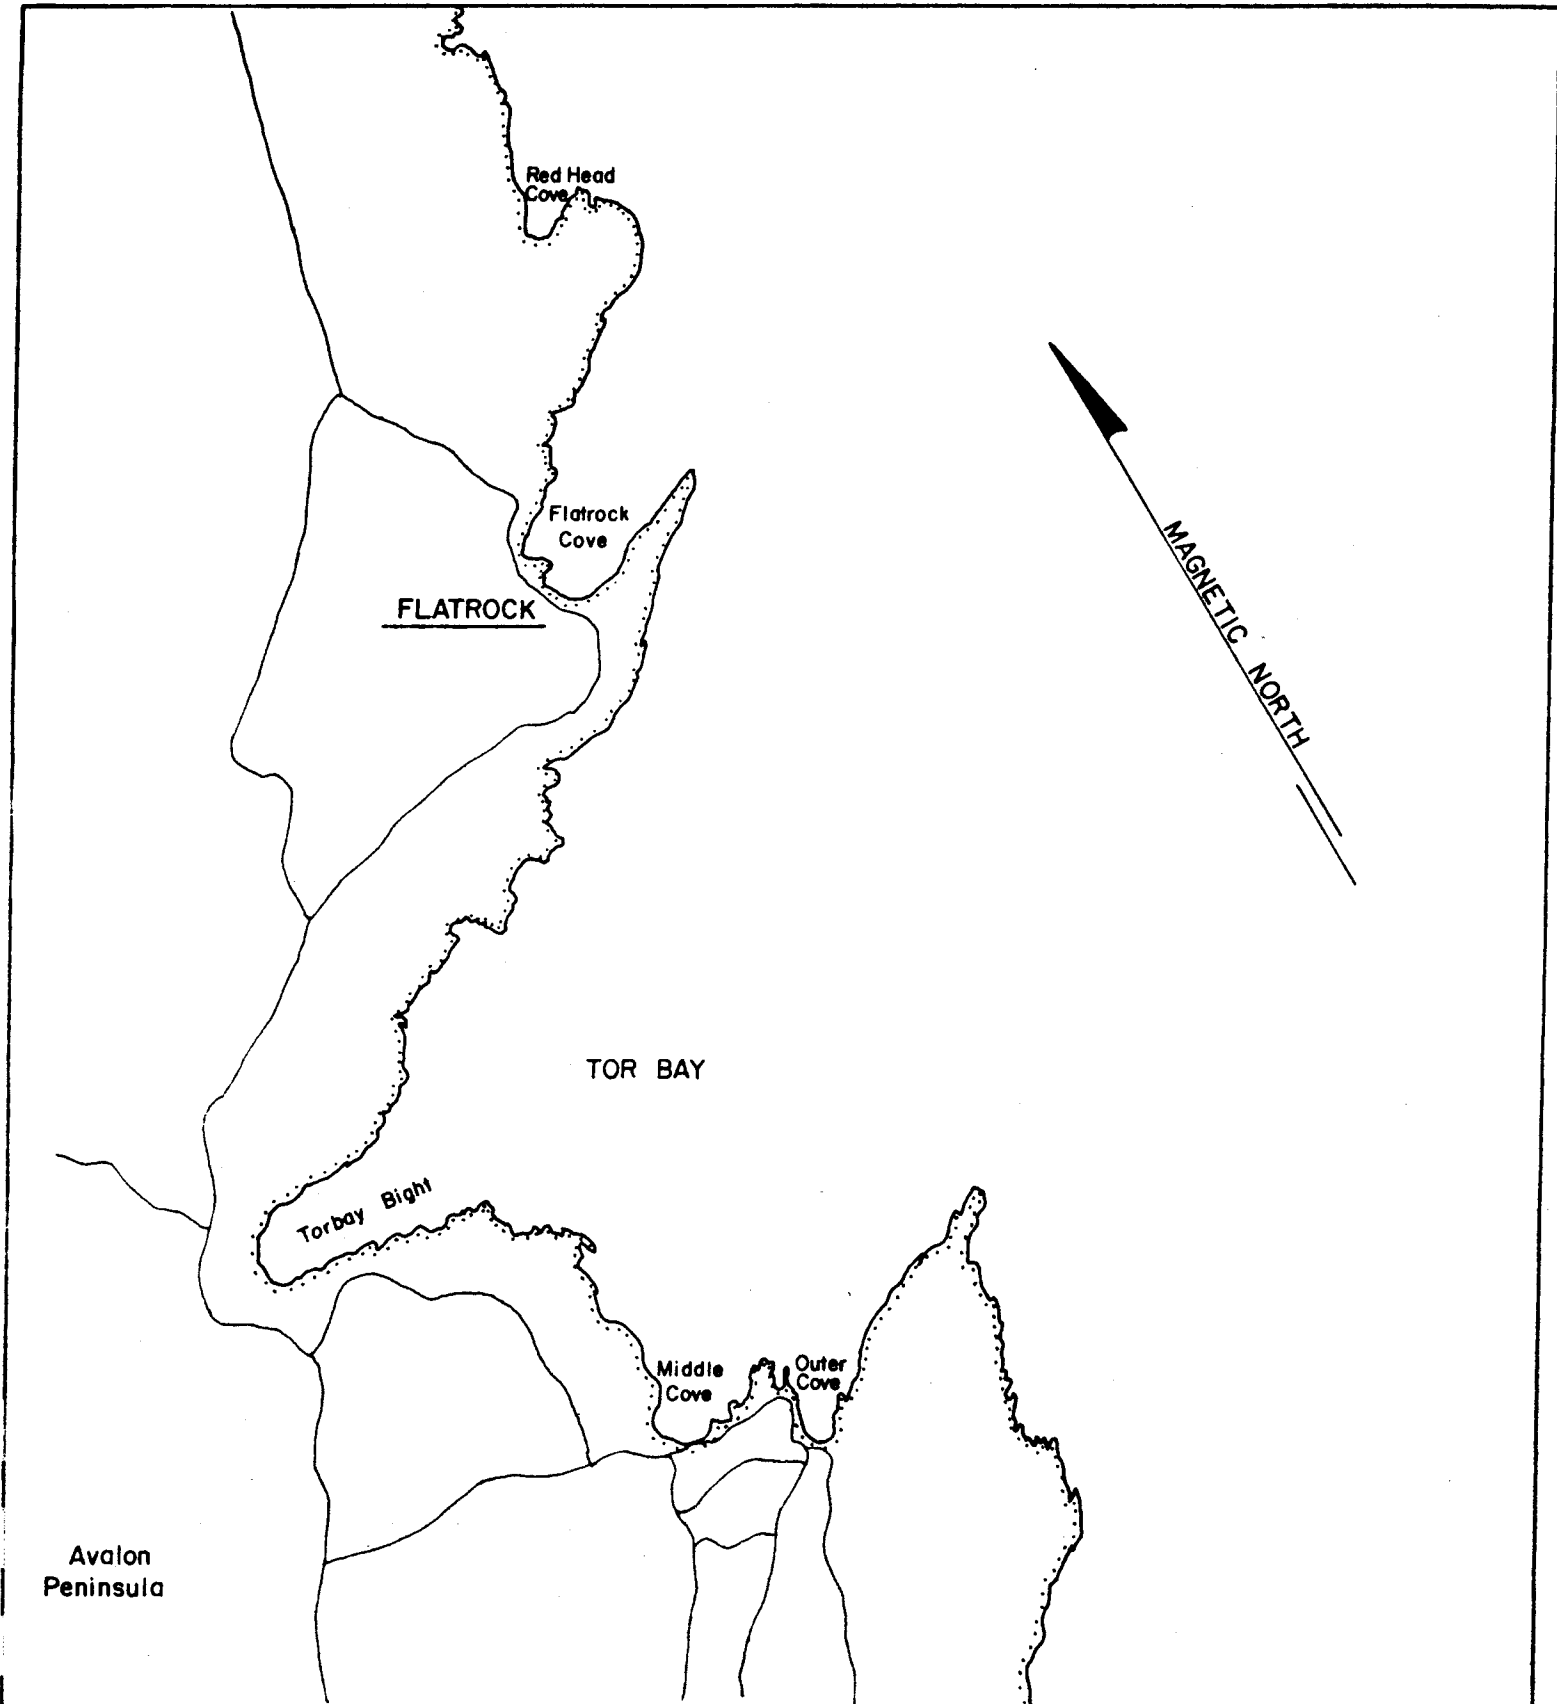 Red Head
Cove
Flatrock
Cove
FLATROCK
MAGNETIC NORTH
TOR BAY
Torbay Bight
Middle
Cove
Outer
Cove
Avalon
Peninsula